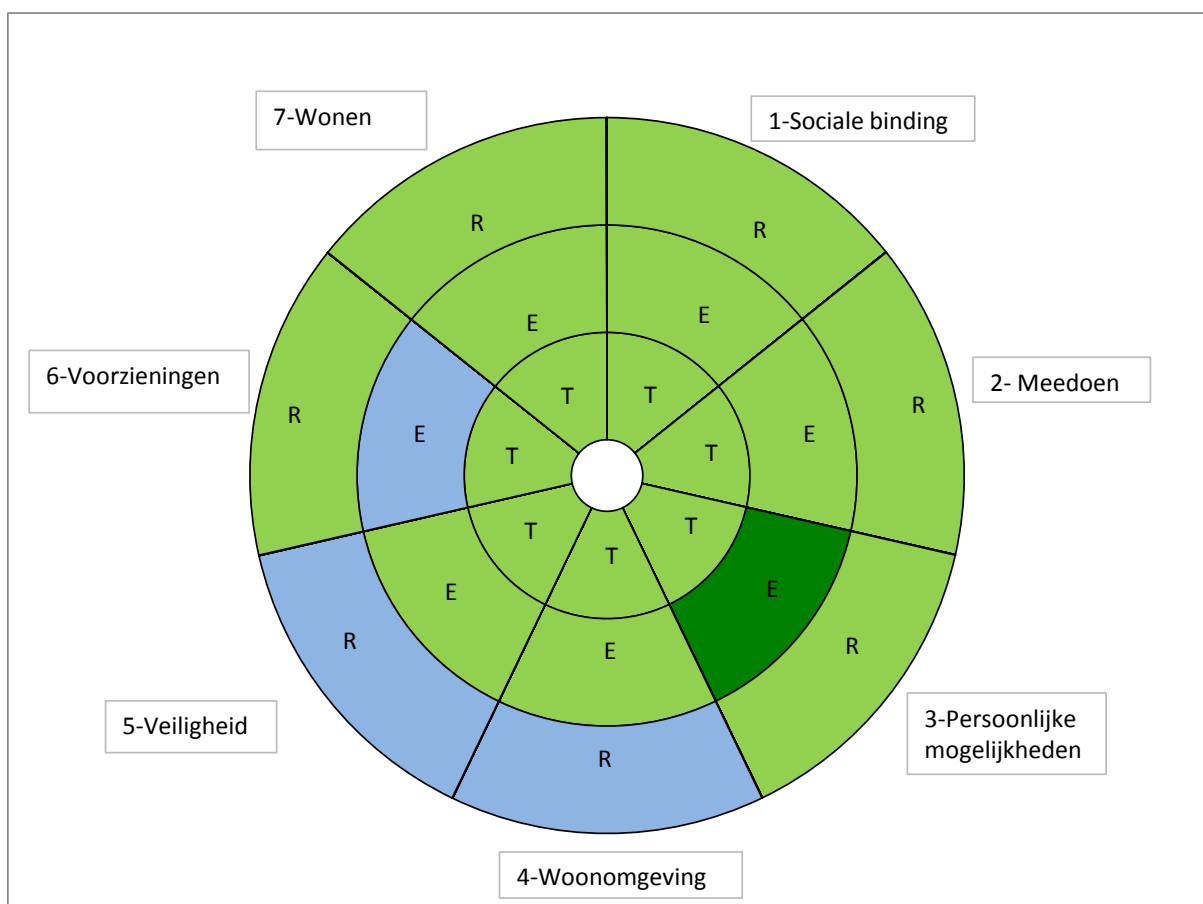 7-Wonen
1-Sociale binding
R
R
E
E
6-Voorzieningen
2- Meedoen
T
T
R
E
T
T
E
R
T
T
T
E
E
E
R
R
5-Veiligheid
3-Persoonlijke
mogelijkheden
R
4-Woonomgeving